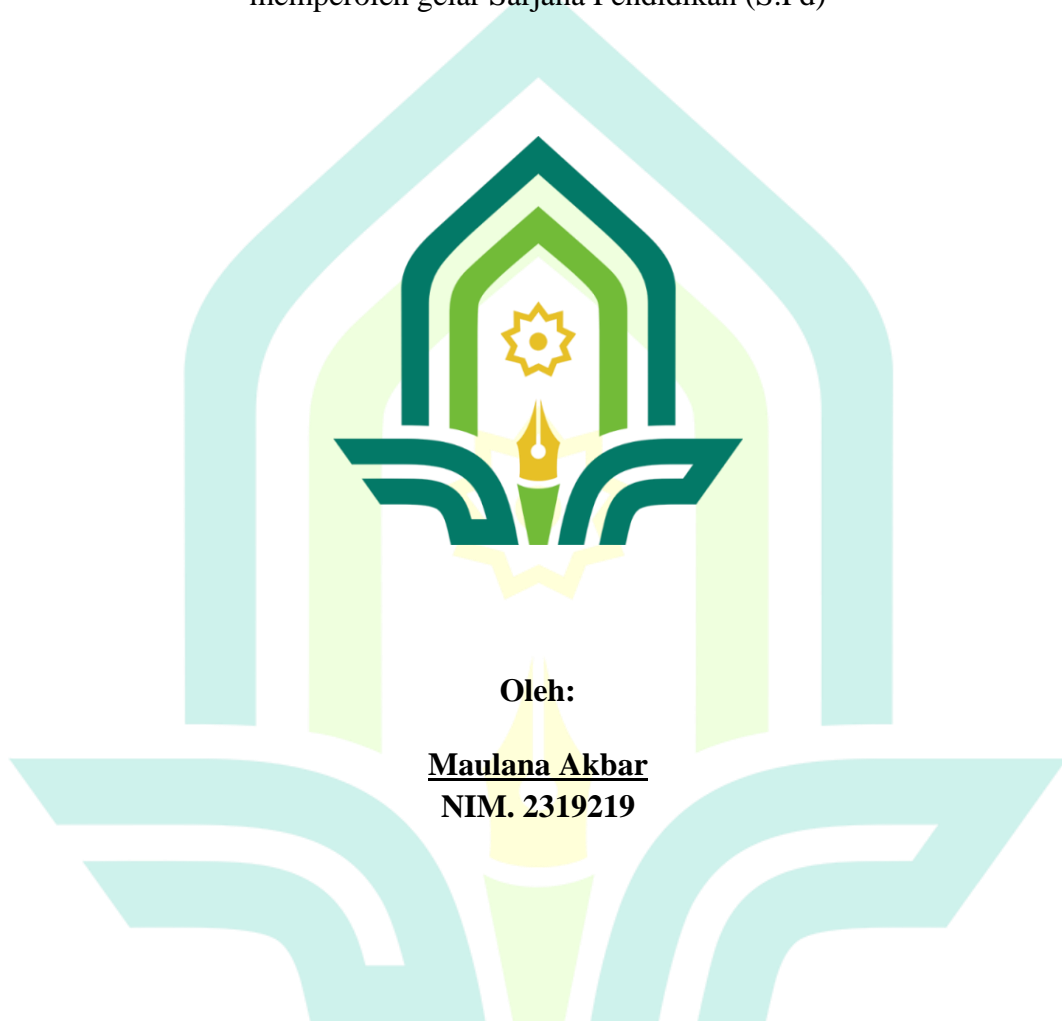 memperoleh gelar Sarjana Pendidikan (S.Pd)
Oleh:
Maulana Akbar
NIM. 2319219